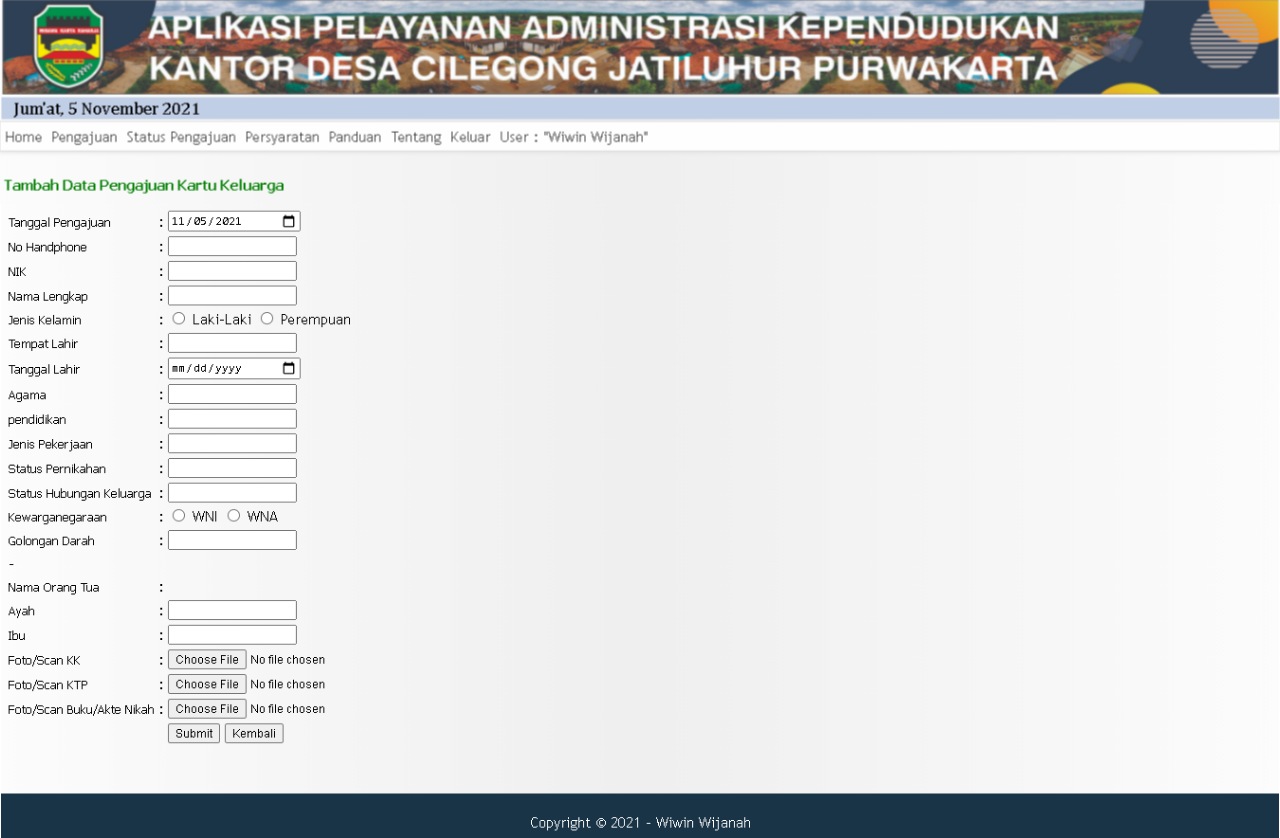 APLIKASI PELAYANAN ADMINISTRASI KEPENDUDUKAN
KANTOR DESA CILEGONG JATILUHUR PURWAKARTA
Jum'at, 5 November 2021
Home Pengajuan Status Pengajuan Persyaratan Panduan Tentang Keluar User : "Wiwin Wijanah"
Tambah Data Pengajuan Kartu Keluarga
Tanggal Pengajuan : 11/05/2021
No Handphone :
NIK :
Nama Lengkap :
Jenis Kelamin : Laki-Laki Perempuan
Tempat Lahir :
Tanggal Lahir : mm/dd/yyyy
Agama :
pendidikan :
Jenis Pekerjaan :
Status Pernikahan :
Status Hubungan Keluarga :
Kewarganegaraan : WNI WNA
Golongan Darah :
-
Nama Orang Tua :
Ayah :
Ibu :
Foto/Scan KK : Choose File No file chosen
Foto/Scan KTP : Choose File No file chosen
Foto/Scan Buku/Akte Nikah : Choose File No file chosen
Submit Kembali
Copyright © 2021 - Wiwin Wijanah